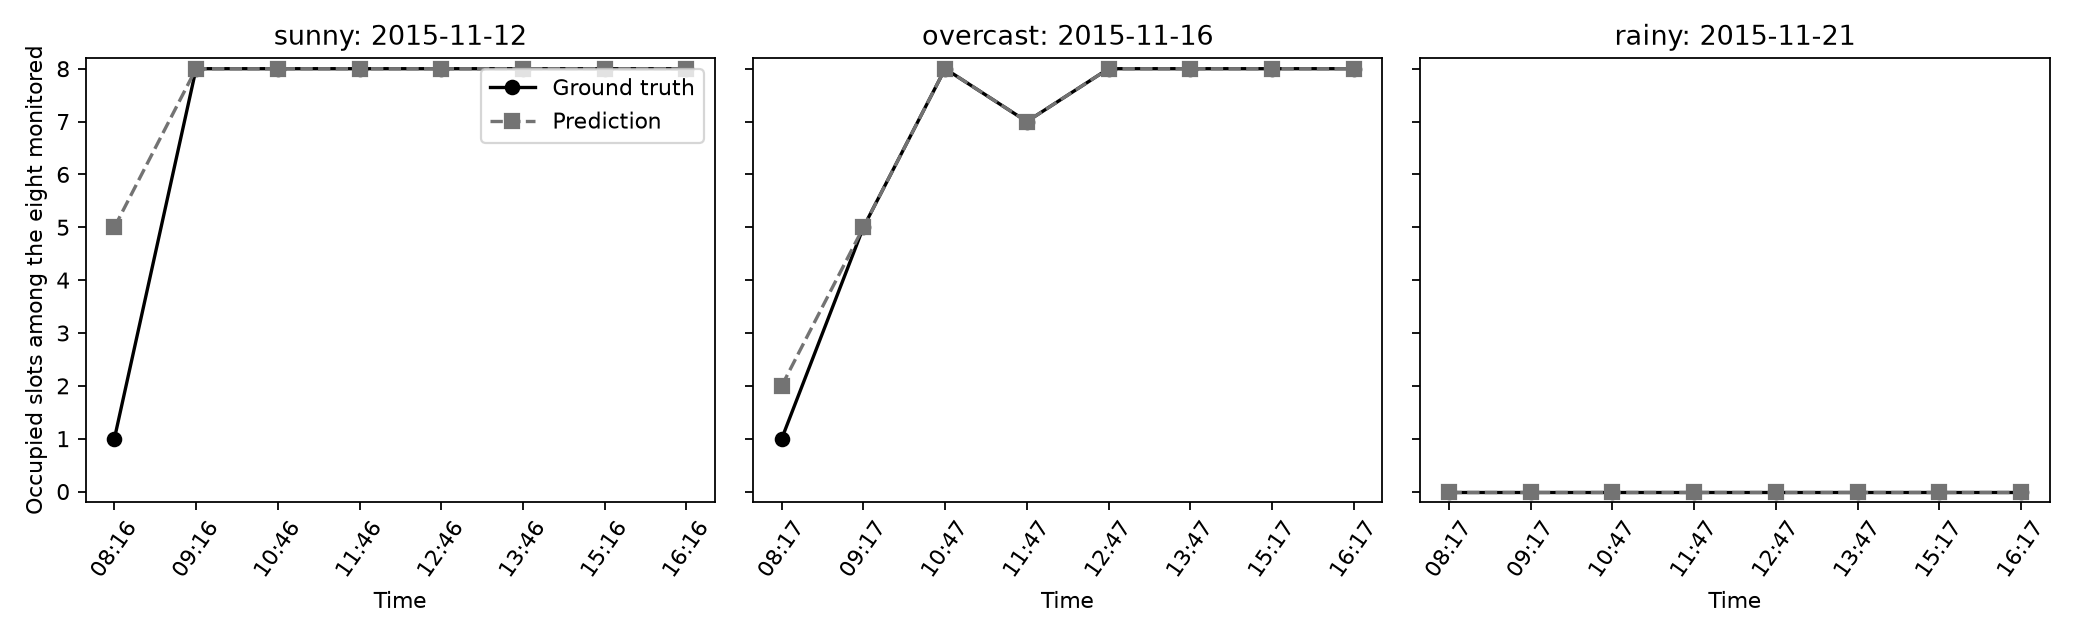 sunny: 2015-11-12
Occupied slots among the eight monitored
8
7
6
5
4
3
2
1
0
Ground truth
Prediction
08:16 09:16 10:46 11:46 12:46 13:46 15:16 16:16
Time
overcast: 2015-11-16
08:17 09:17 10:47 11:47 12:47 13:47 15:17 16:17
Time
rainy: 2015-11-21
08:17 09:17 10:47 11:47 12:47 13:47 15:17 16:17
Time